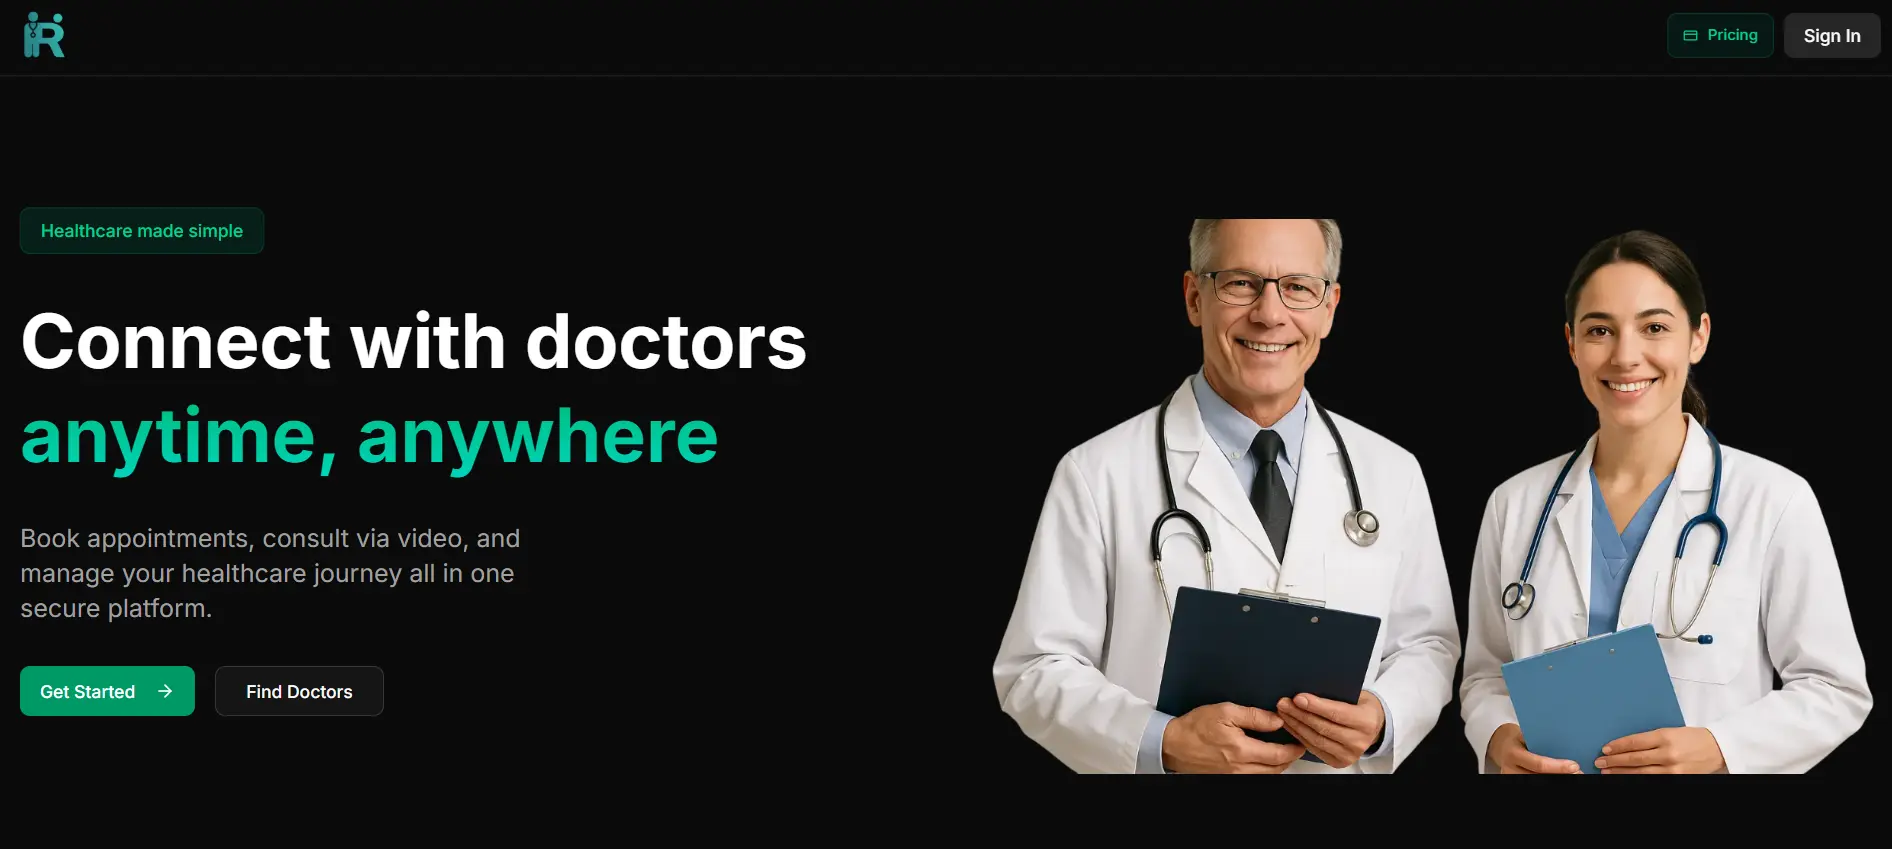 Pricing
Sign In
Healthcare made simple
Connect with doctors
anytime, anywhere
Book appointments, consult via video, and
manage your healthcare journey all in one
secure platform.
Get Started
Find Doctors